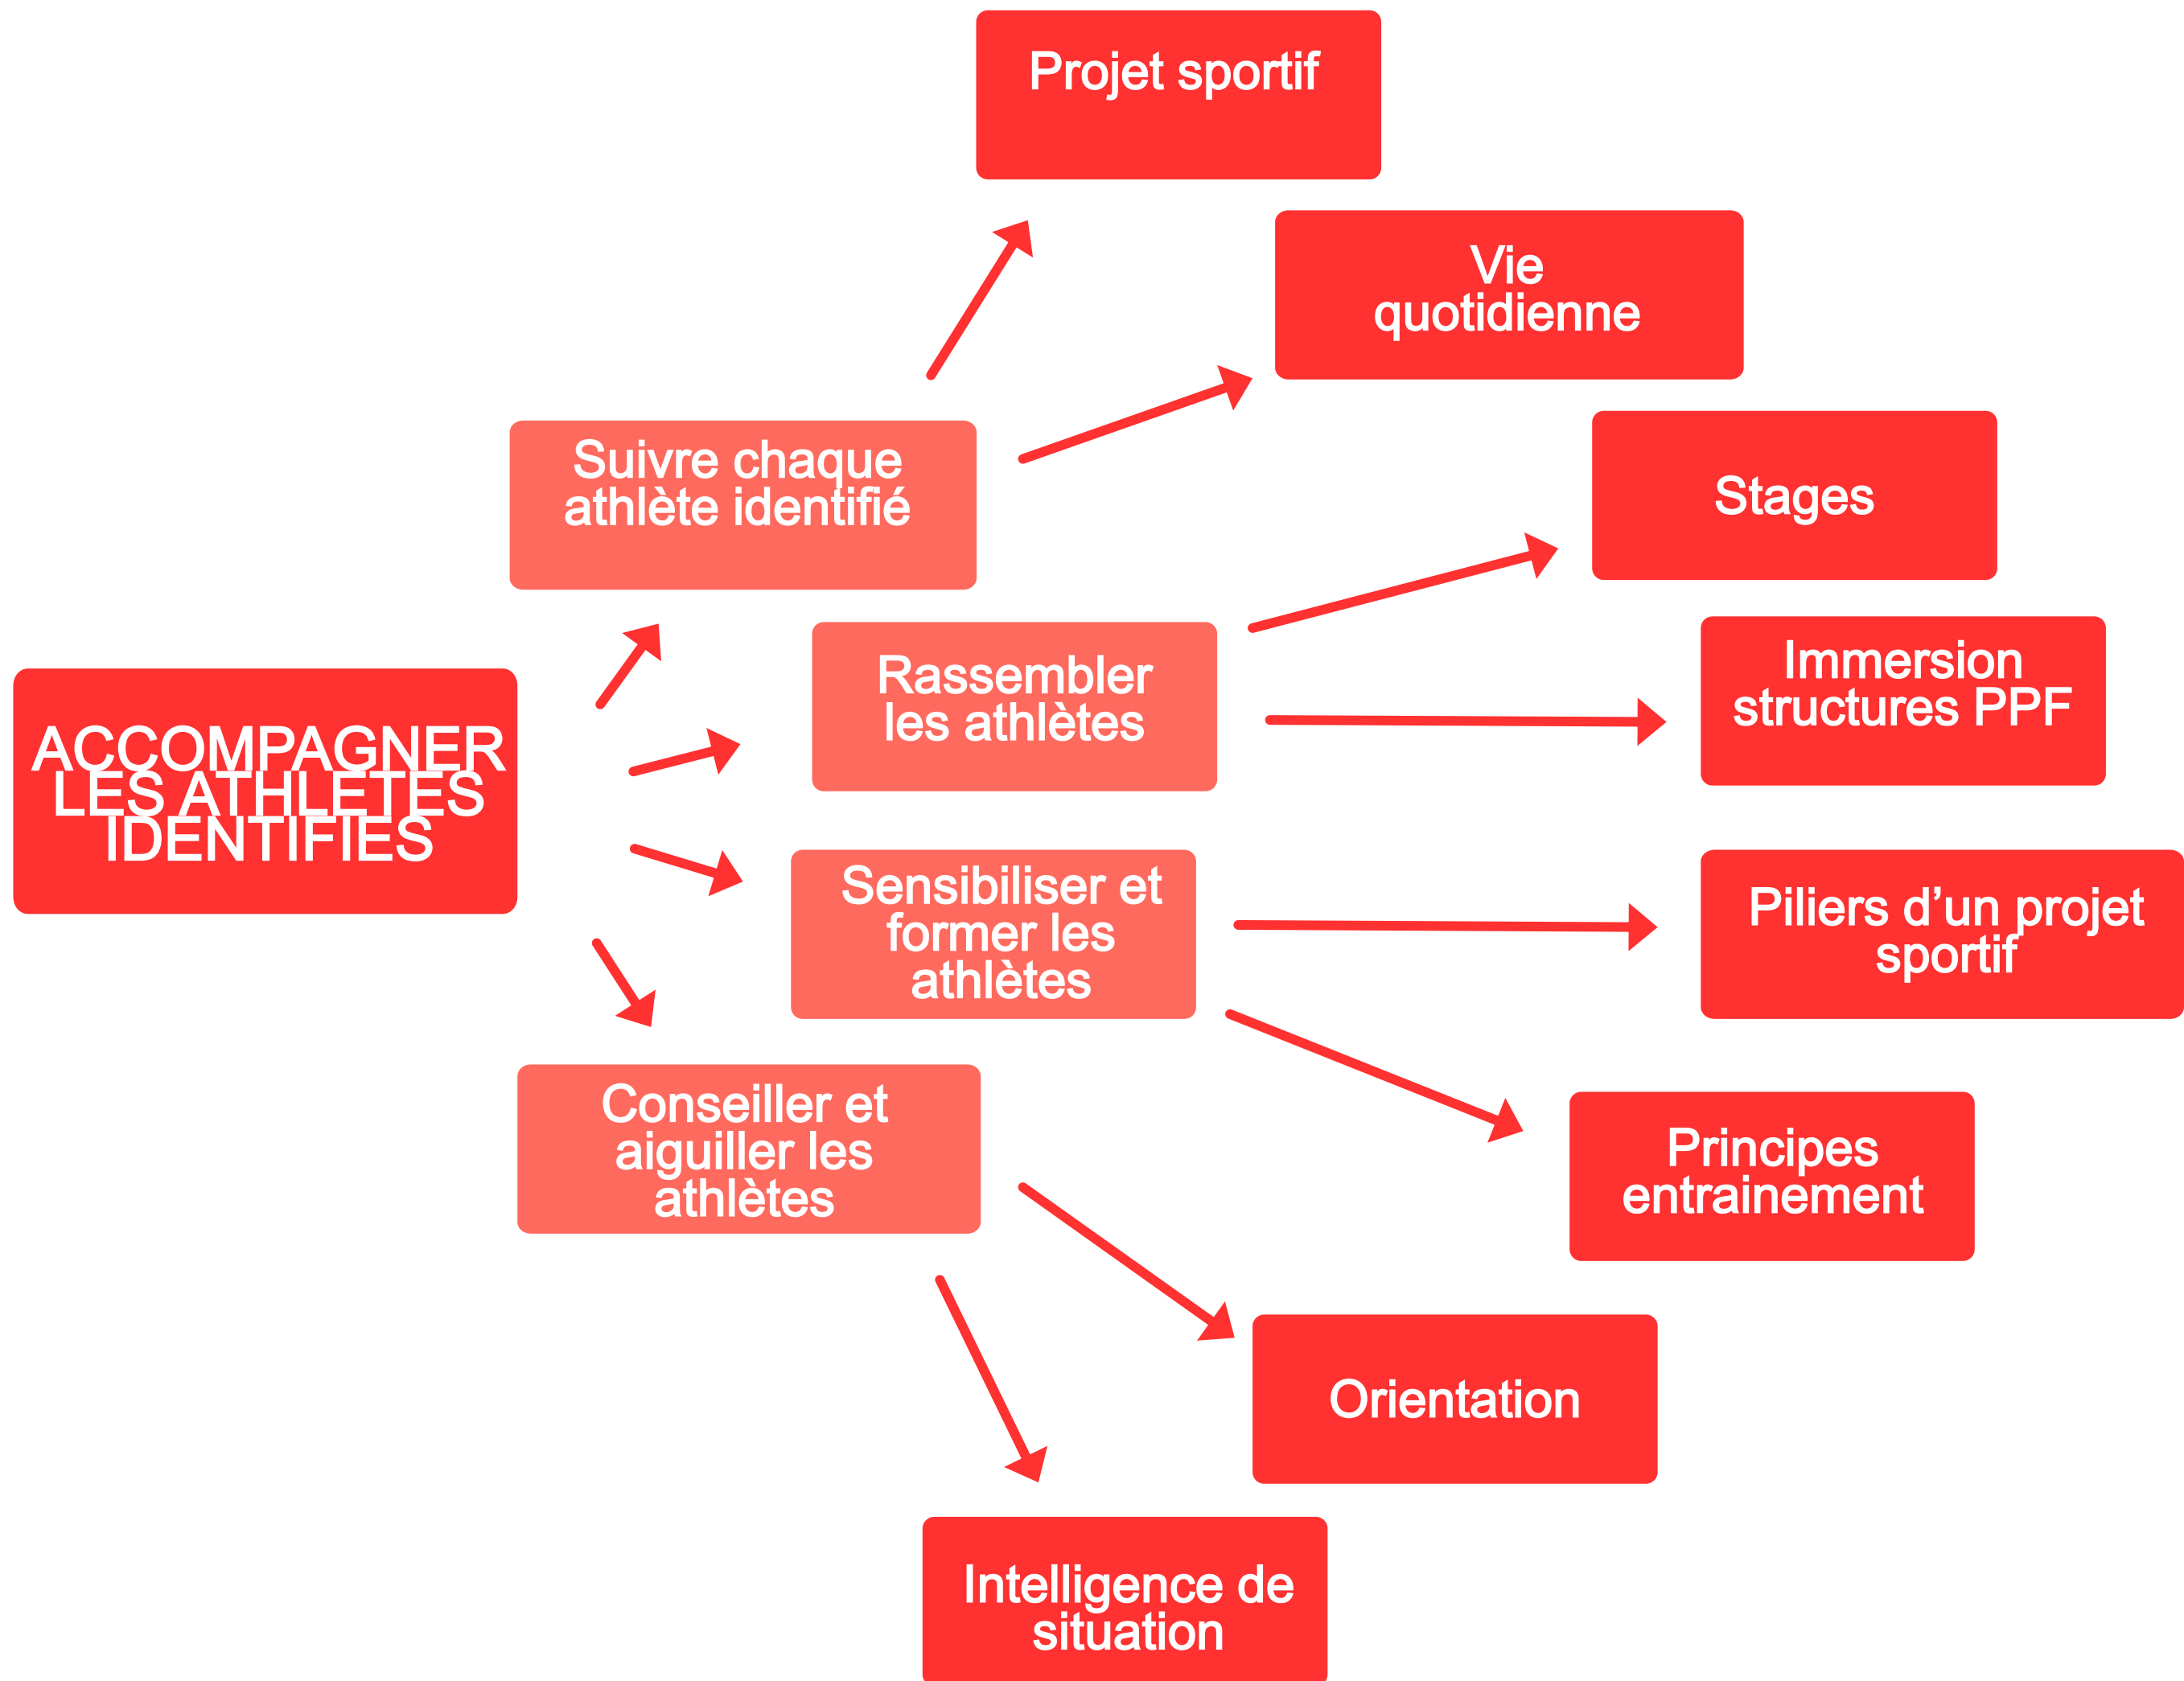 Projet sportif
Vie
quotidienne
Suivre chaque
athlète identifié
Stages
Rassembler
les athlètes
Immersion
structures PPF
ACCOMPAGNER
LES ATHLETES
IDENTIFIES
Sensibiliser et
former les
athlètes
Piliers d'un projet
sportif
Conseiller et
aiguiller les
athlètes
Principes
entrainement
Orientation
Intelligence de
situation